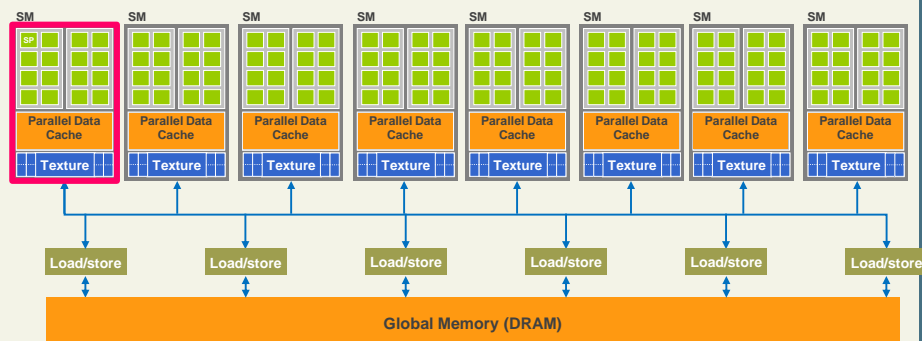 SM SM SM SM SM SM SM SM
SP
Parallel Data Cache Parallel Data Cache Parallel Data Cache Parallel Data Cache Parallel Data Cache Parallel Data Cache Parallel Data Cache Parallel Data Cache
Texture Texture Texture Texture Texture Texture Texture Texture
Load/store Load/store Load/store Load/store Load/store Load/store
Global Memory (DRAM)